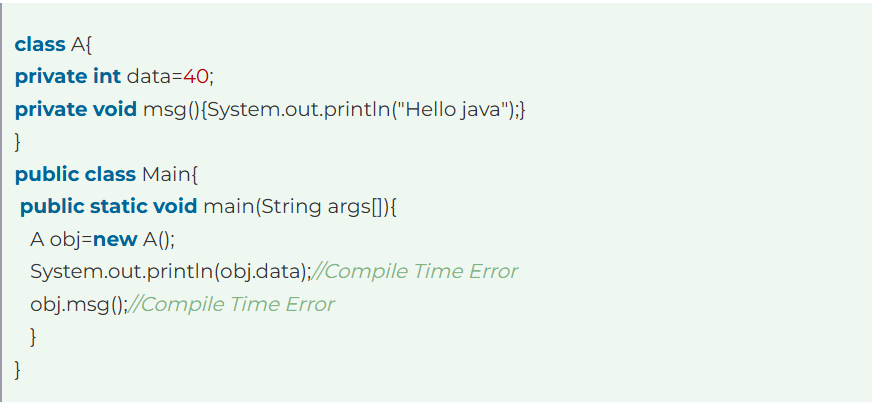 class A{
private int data=40;
private void msg(){System.out.println("Hello java");}
}
public class Main{
public static void main(String args[]){
A obj=new A();
System.out.println(obj.data);//Compile Time Error
obj.msg();//Compile Time Error
}
}